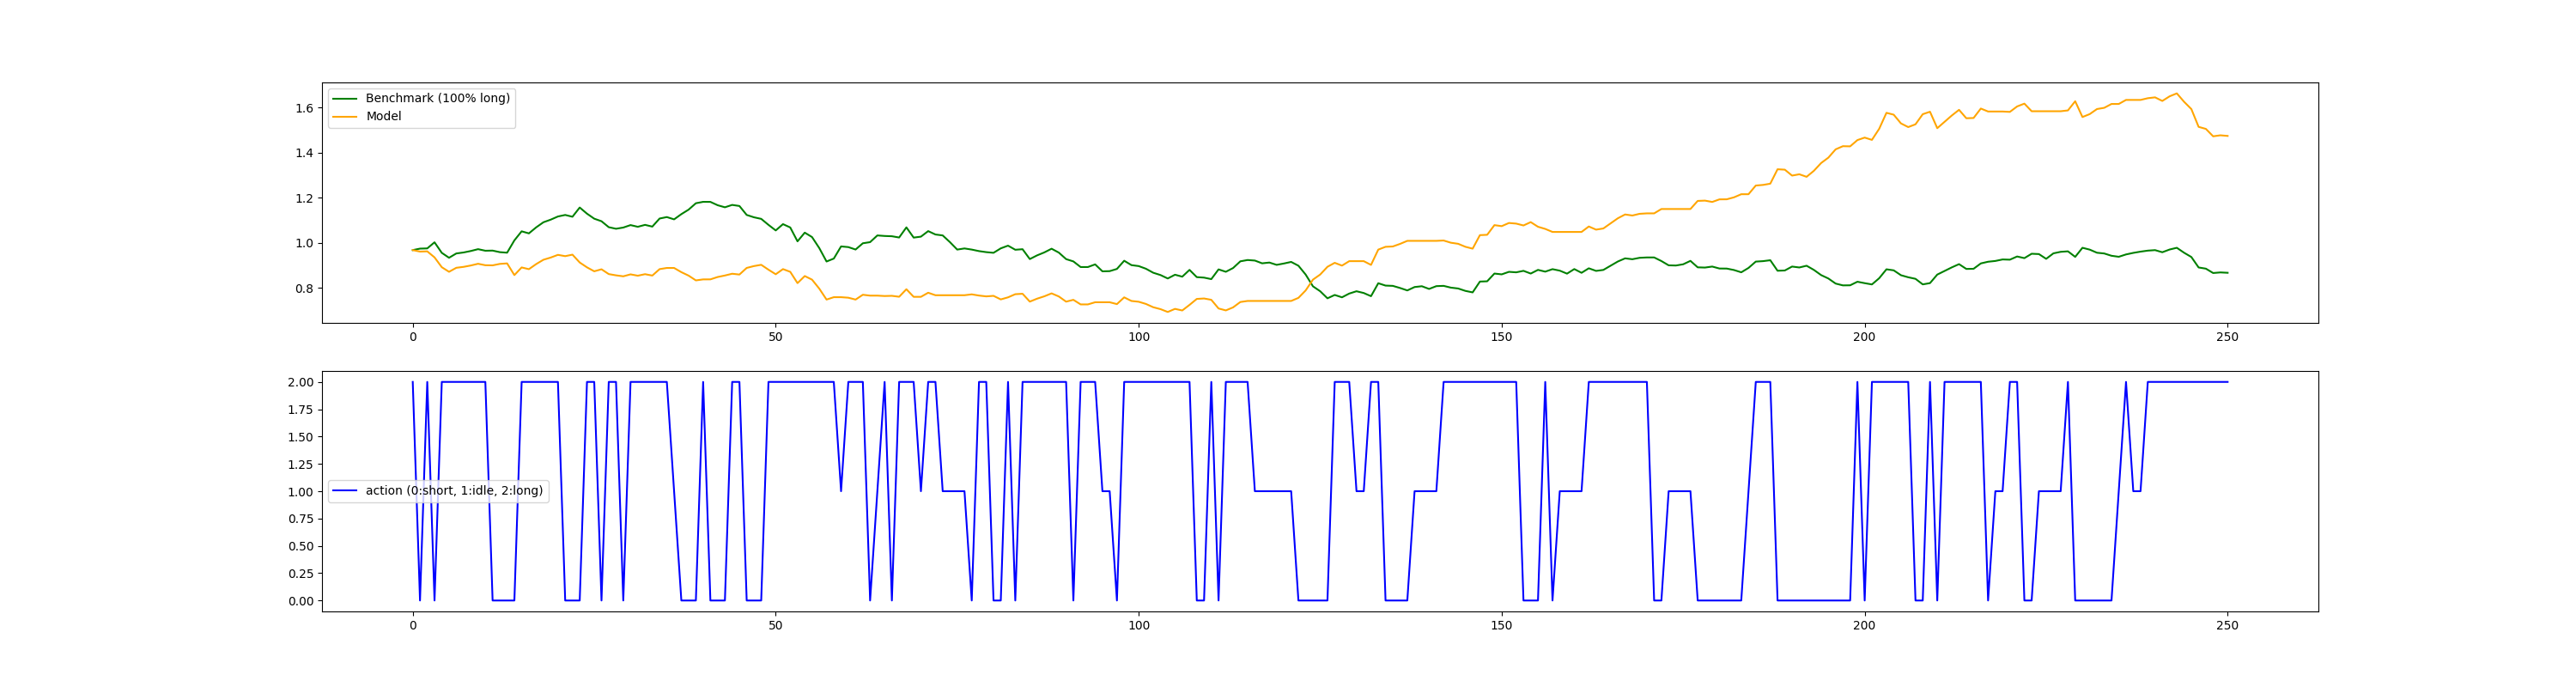 Benchmark (100% long)
Model
1.6
1.4
1.2
1.0
0.8
0 50 100 150 200 250
action (0:short, 1:idle, 2:long)
2.00
1.75
1.50
1.25
1.00
0.75
0.50
0.25
0.00
0 50 100 150 200 250